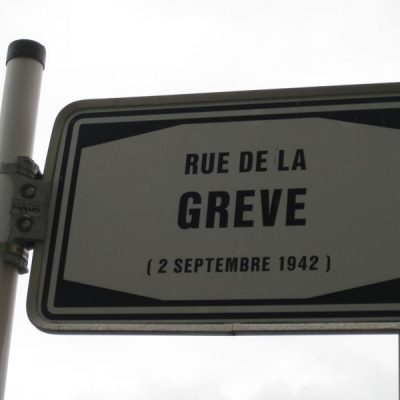 RUE DE LA
GREVE
( 2 SEPTEMBRE 1942 )